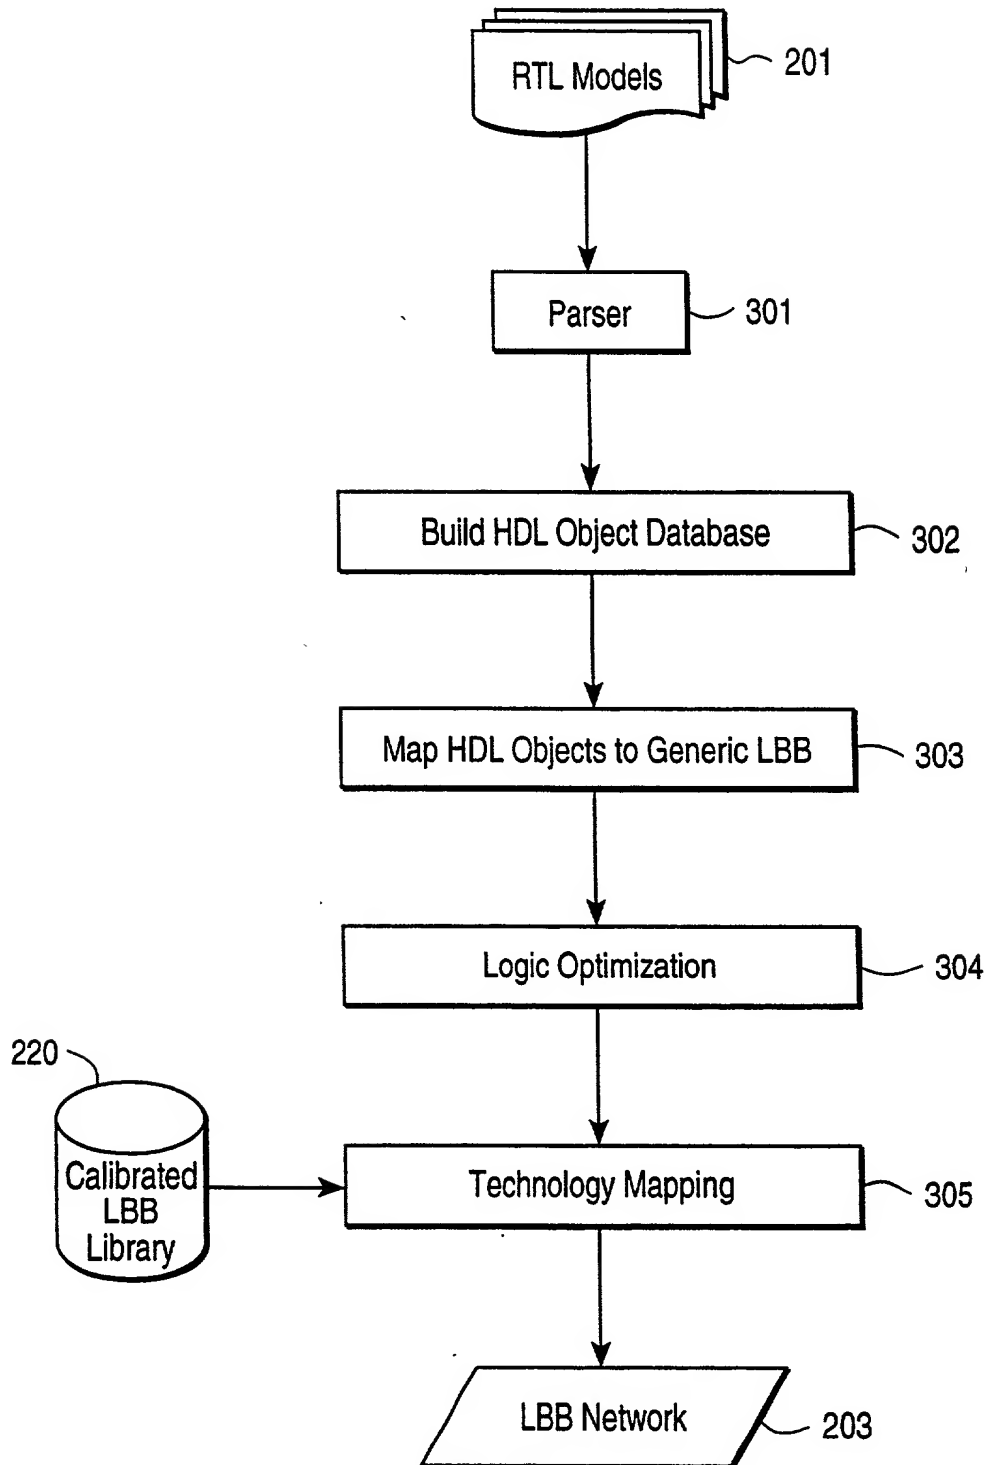 RTL Models
201
Parser
301
Build HDL Object Database
302
Map HDL Objects to Generic LBB
303
Logic Optimization
304
220
Calibrated
LBB
Library
Technology Mapping
305
LBB Network
203